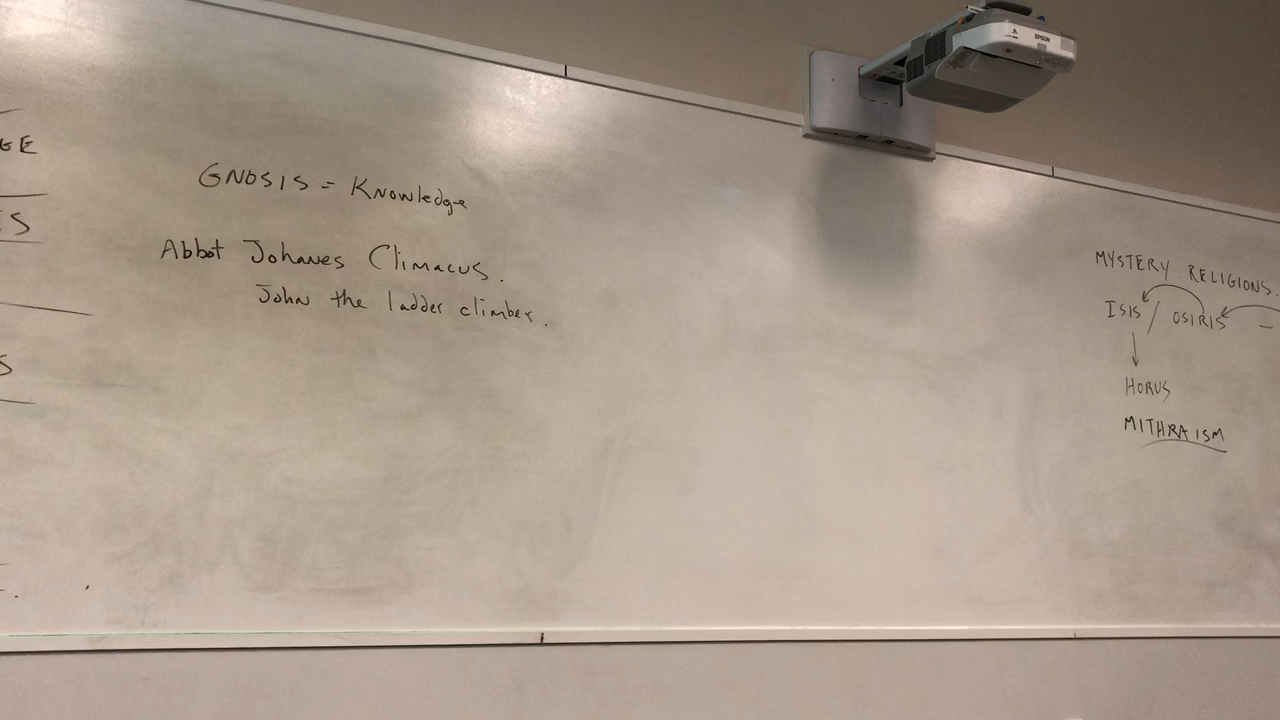 GE
S
GNOSIS = Knowledge
Abbot Johanes Climacus.
John the ladder climber.
S
EPSON
MYSTERY RELIGIONS.
ISIS / OSIRIS –
HORUS
MITHRAISM